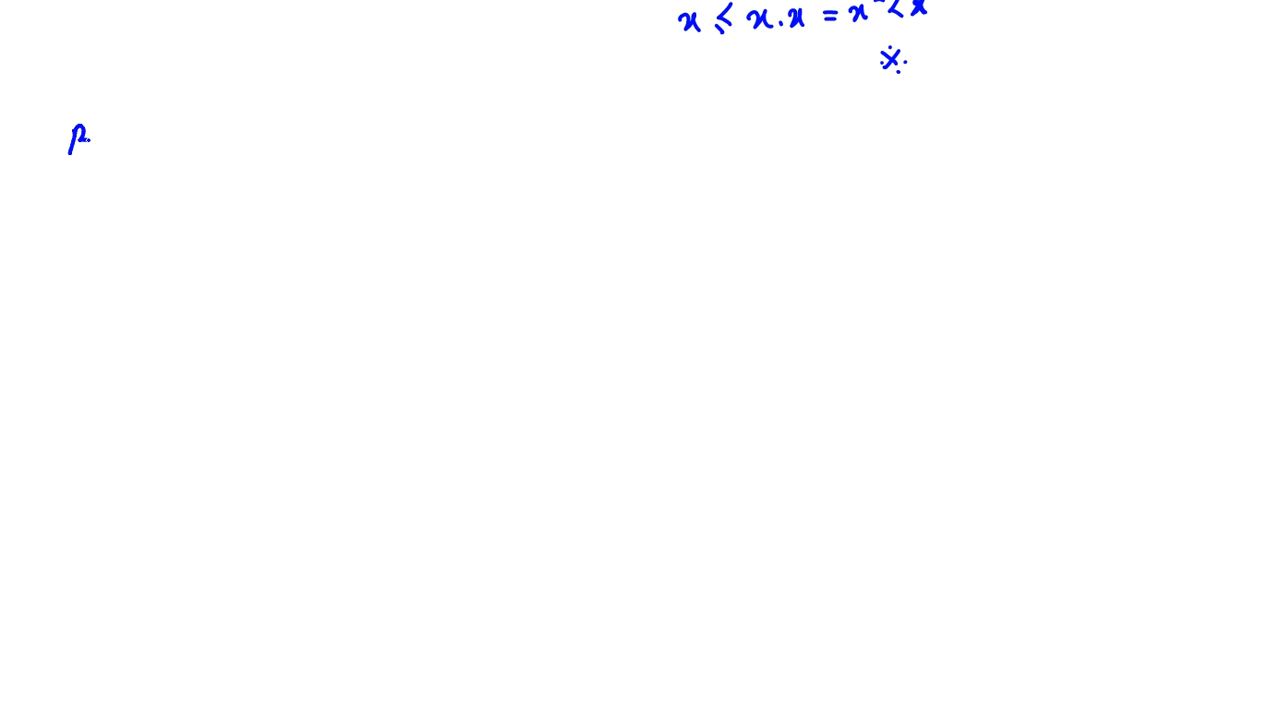 x ≤ x.x = x² < x
※